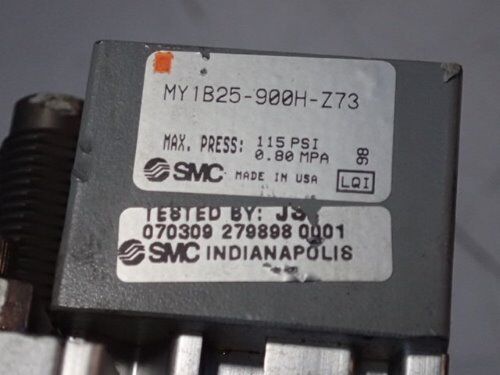 MY1B25-900H-Z73
MAX. PRESS: 115 PSI
0.80 MPA
98
SMC MADE IN USA
LQI
TESTED BY:
070309 279898 0001
SMC INDIANAPOLIS